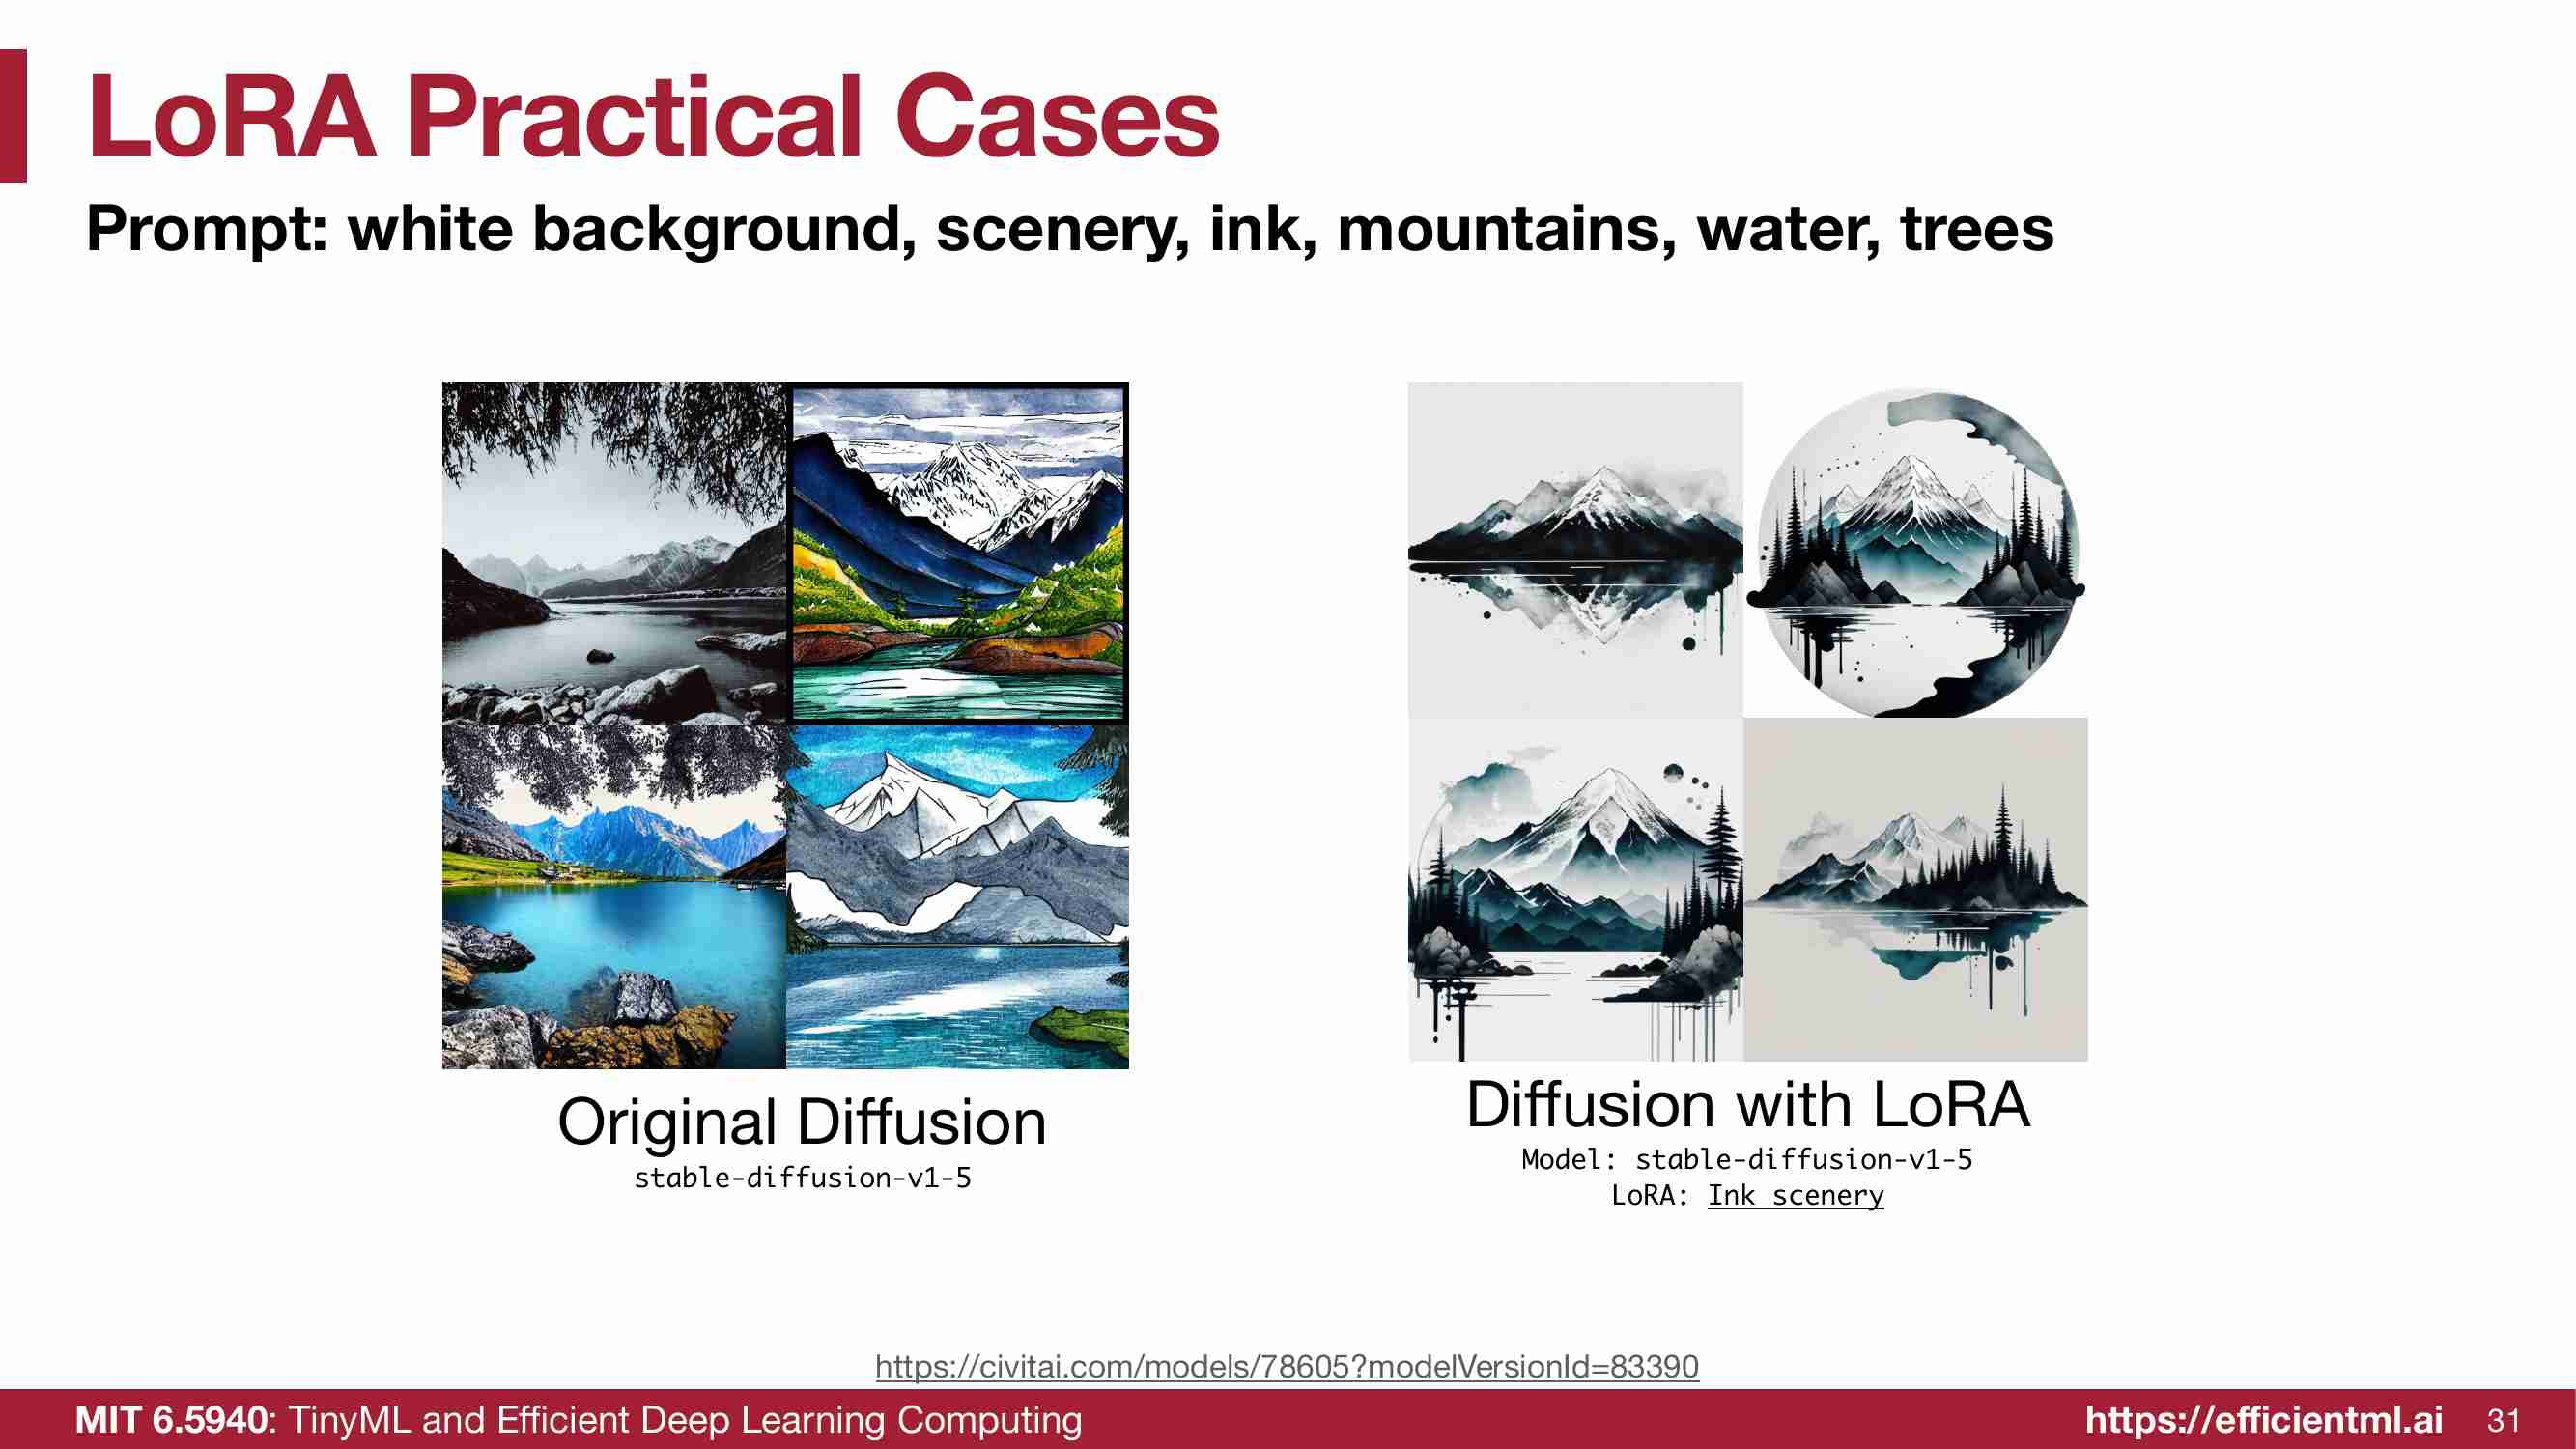 LoRA Practical Cases
Prompt: white background, scenery, ink, mountains, water, trees
Original Diffusion
stable-diffusion-v1-5
Diffusion with LoRA
Model: stable-diffusion-v1-5
LoRA: Ink scenery
https://civitai.com/models/78605?modelVersionId=83390
MIT 6.5940: TinyML and Efficient Deep Learning Computing
https://efficientml.ai
31